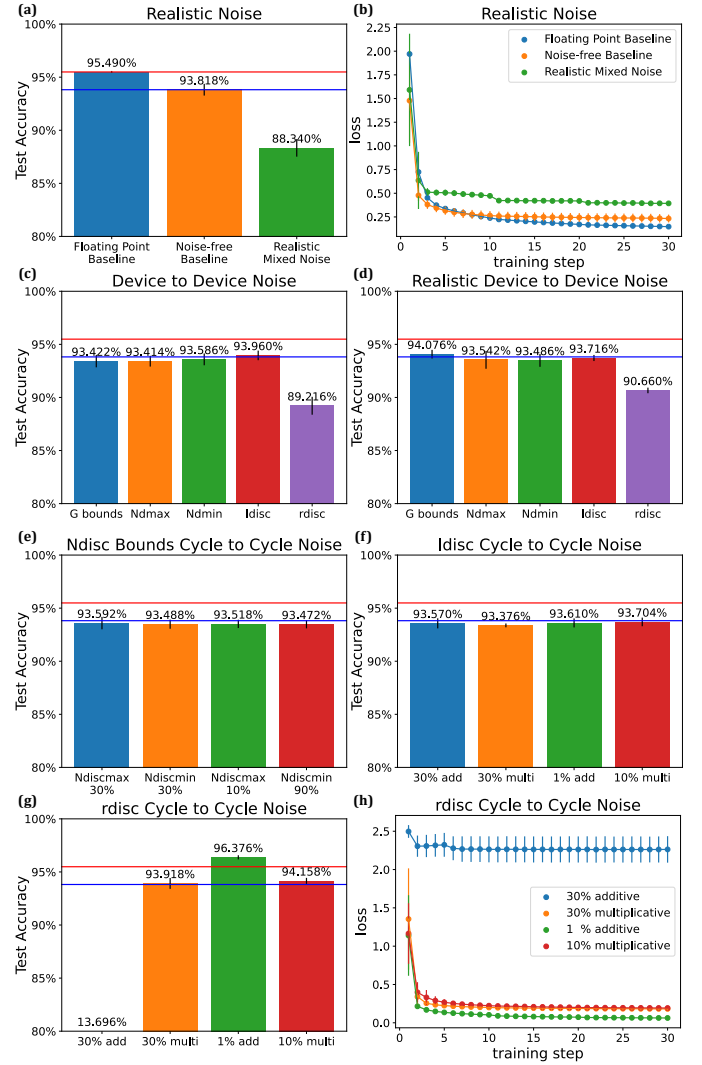 (a)
Realistic Noise
100%
95%
90%
85%
80%
Test Accuracy
95.490%
93.818%
88.340%
Floating Point
Baseline
Noise-free
Baseline
Realistic
Mixed Noise
(b)
Realistic Noise
2.25
2.00
1.75
1.50
1.25
1.00
0.75
0.50
0.25
loss
Floating Point Baseline
Noise-free Baseline
Realistic Mixed Noise
0 5 10 15 20 25 30
training step
(c)
Device to Device Noise
100%
95%
90%
85%
80%
Test Accuracy
93.422%
93.414%
93.586%
93.960%
89.216%
G bounds Ndmax Ndmin ldisc rdisc
(d)
Realistic Device to Device Noise
100%
95%
90%
85%
80%
Test Accuracy
94.076%
93.542%
93.486%
93.716%
90.660%
G bounds Ndmax Ndmin ldisc rdisc
(e)
Ndisc Bounds Cycle to Cycle Noise
100%
95%
90%
85%
80%
Test Accuracy
93.592%
93.488%
93.518%
93.472%
Ndiscmax
30%
Ndiscmin
30%
Ndiscmax
10%
Ndiscmin
90%
(f)
ldisc Cycle to Cycle Noise
100%
95%
90%
85%
80%
Test Accuracy
93.570%
93.376%
93.610%
93.704%
30% add 30% multi 1% add 10% multi
(g)
rdisc Cycle to Cycle Noise
100%
95%
90%
85%
80%
Test Accuracy
13.696%
93.918%
96.376%
94.158%
30% add 30% multi 1% add 10% multi
(h)
rdisc Cycle to Cycle Noise
2.5
2.0
1.5
1.0
0.5
0.0
loss
30% additive
30% multiplicative
1 % additive
10% multiplicative
0 5 10 15 20 25 30
training step